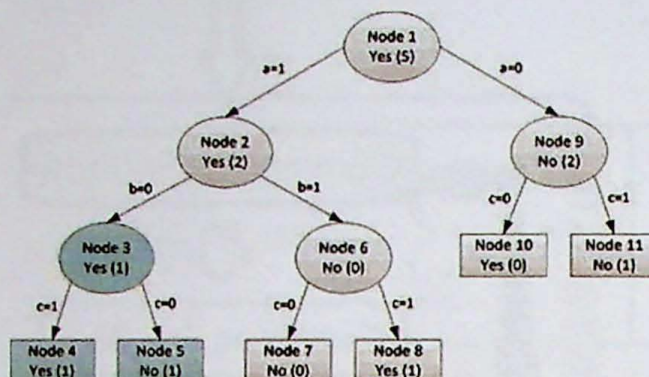 Node 1
Yes (5)
a=1
a=0
Node 2
Yes (2)
Node 9
No (2)
b=0
b=1
c=0
c=1
Node 3
Yes (1)
Node 6
No (0)
Node 10
Yes (0)
Node 11
No (1)
c=1
c=0
c=0
c=1
Node 4
Yes (1)
Node 5
No (1)
Node 7
No (0)
Node 8
Yes (1)